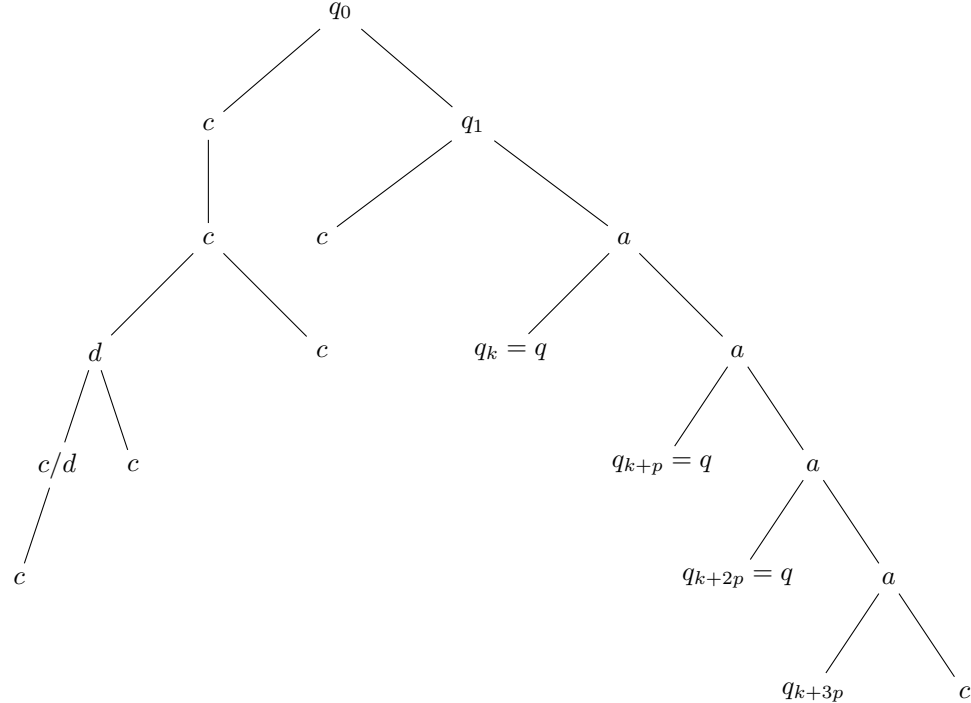 q₀
c q₁
c c a
d c qₖ = q a
c/d c qₖ₊ₚ = q a
c qₖ₊₂ₚ = q a
qₖ₊₃ₚ c